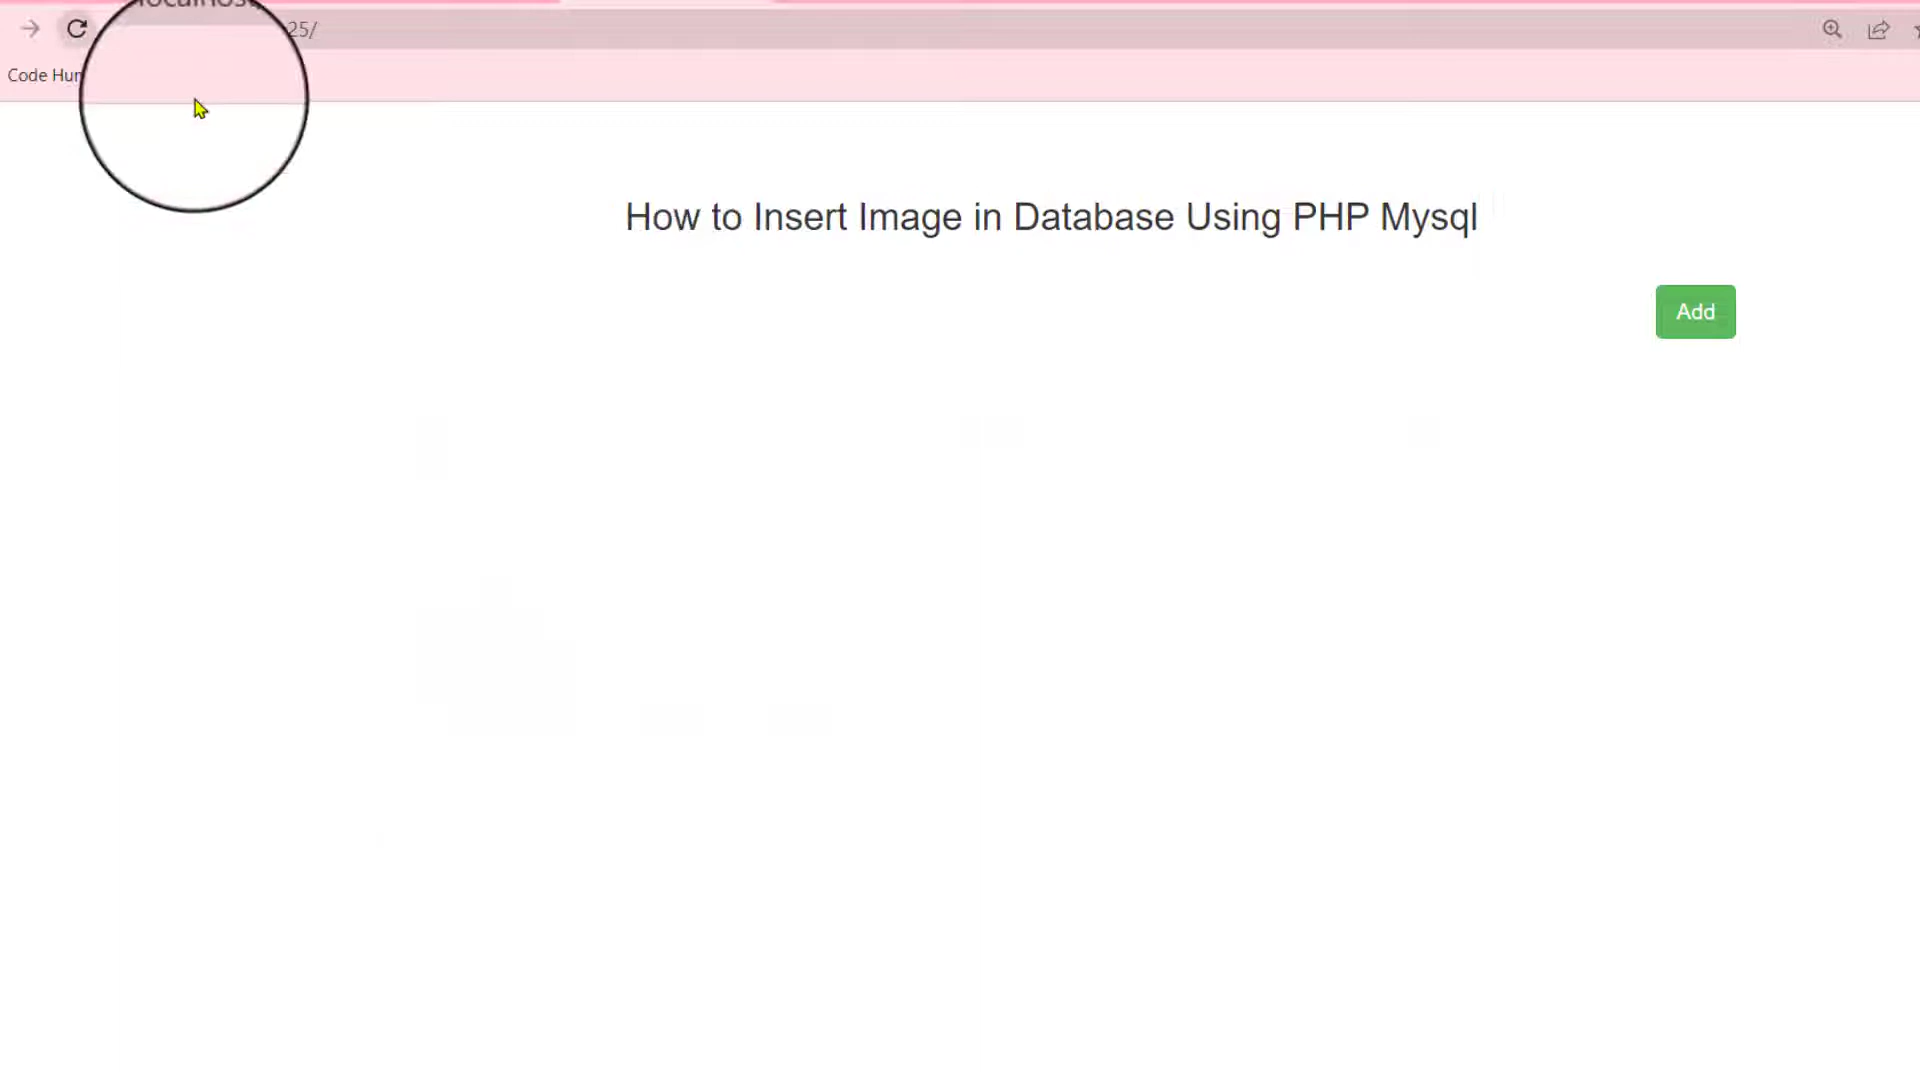 25/
Code Hun
How to Insert Image in Database Using PHP Mysql
Add